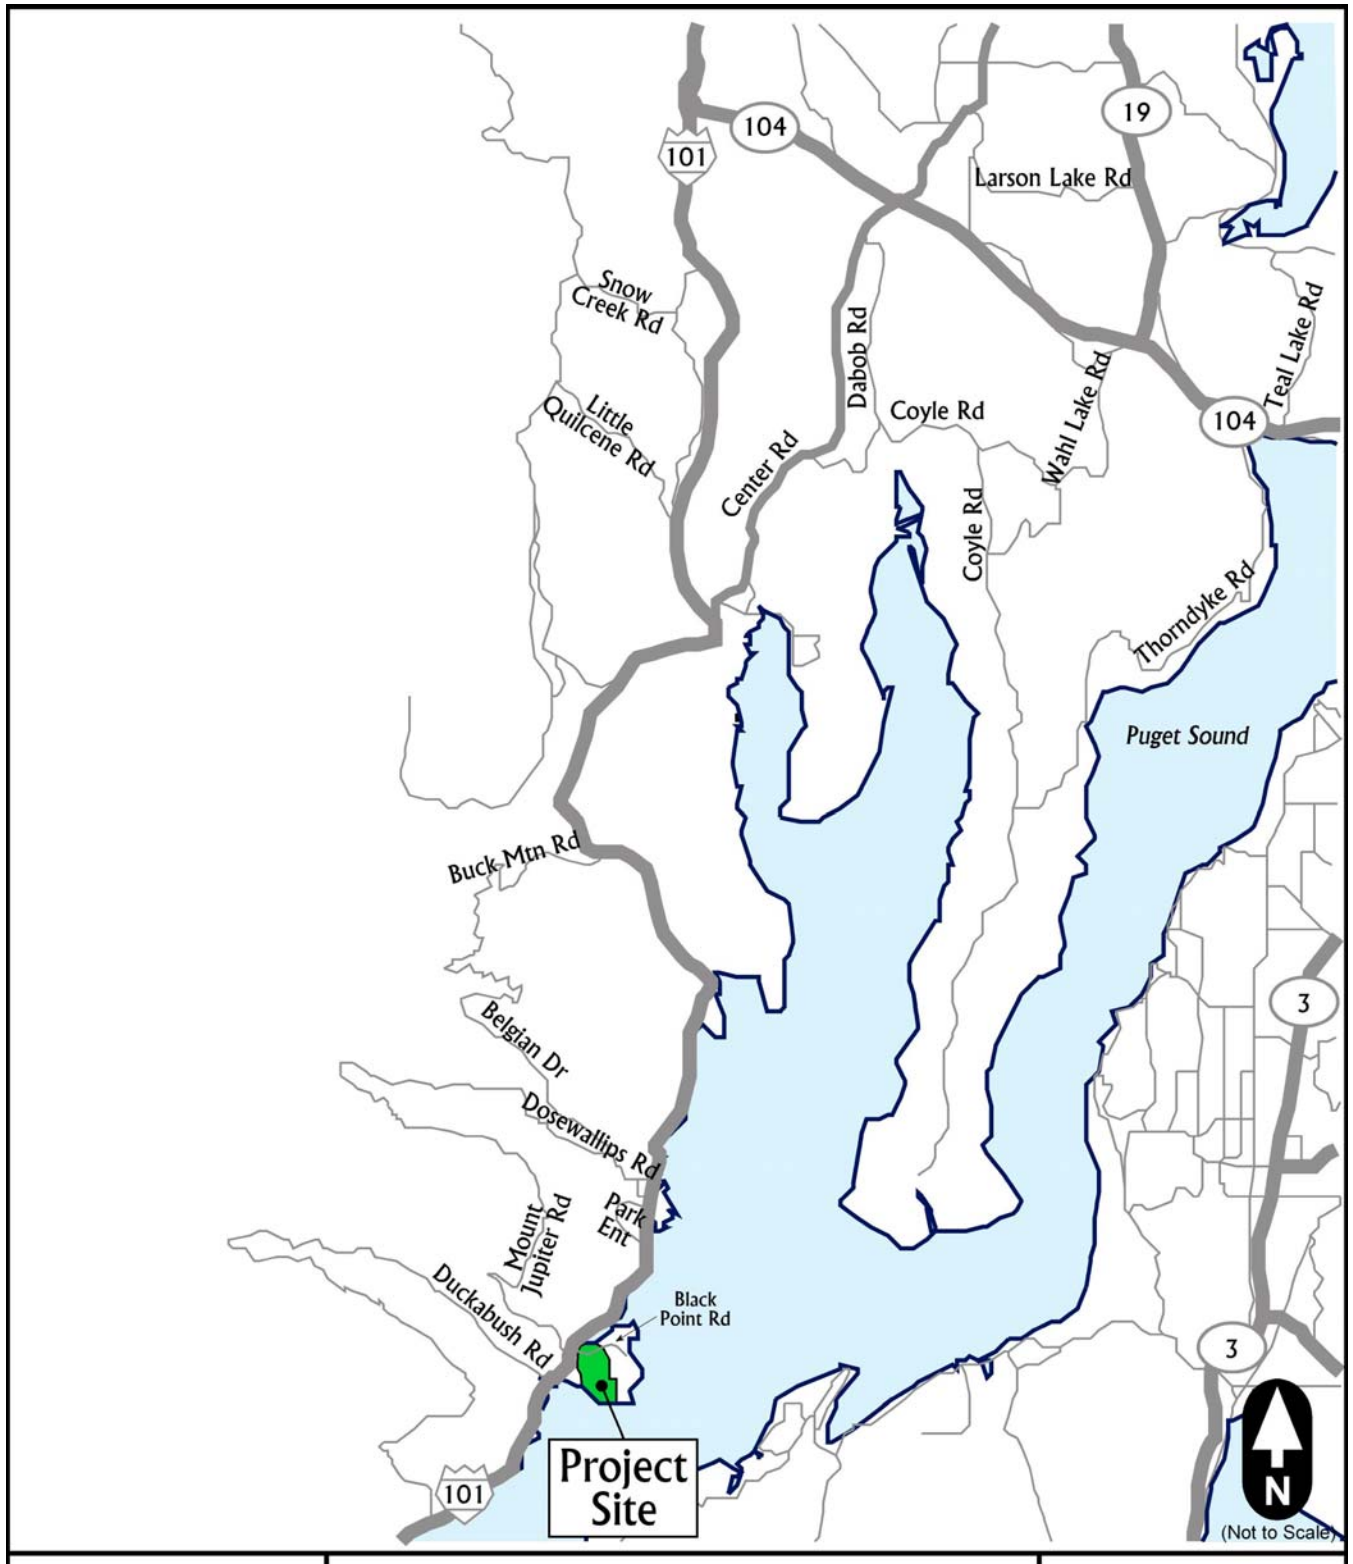 19
104
101
Larson Lake Rd
Snow
Creek Rd
Teal Lake Rd
Dabob Rd
Wahl Lake Rd
Little
Quilcene Rd
Coyle Rd
104
Center Rd
Coyle Rd
Thorndyke Rd
Puget Sound
Buck Mtn Rd
3
Belgian Dr
Dosewallips Rd
Park
Ent
Mount
Jupiter Rd
Duckabush Rd
Black
Point Rd
3
Project
Site
101
N
(Not to Scale)